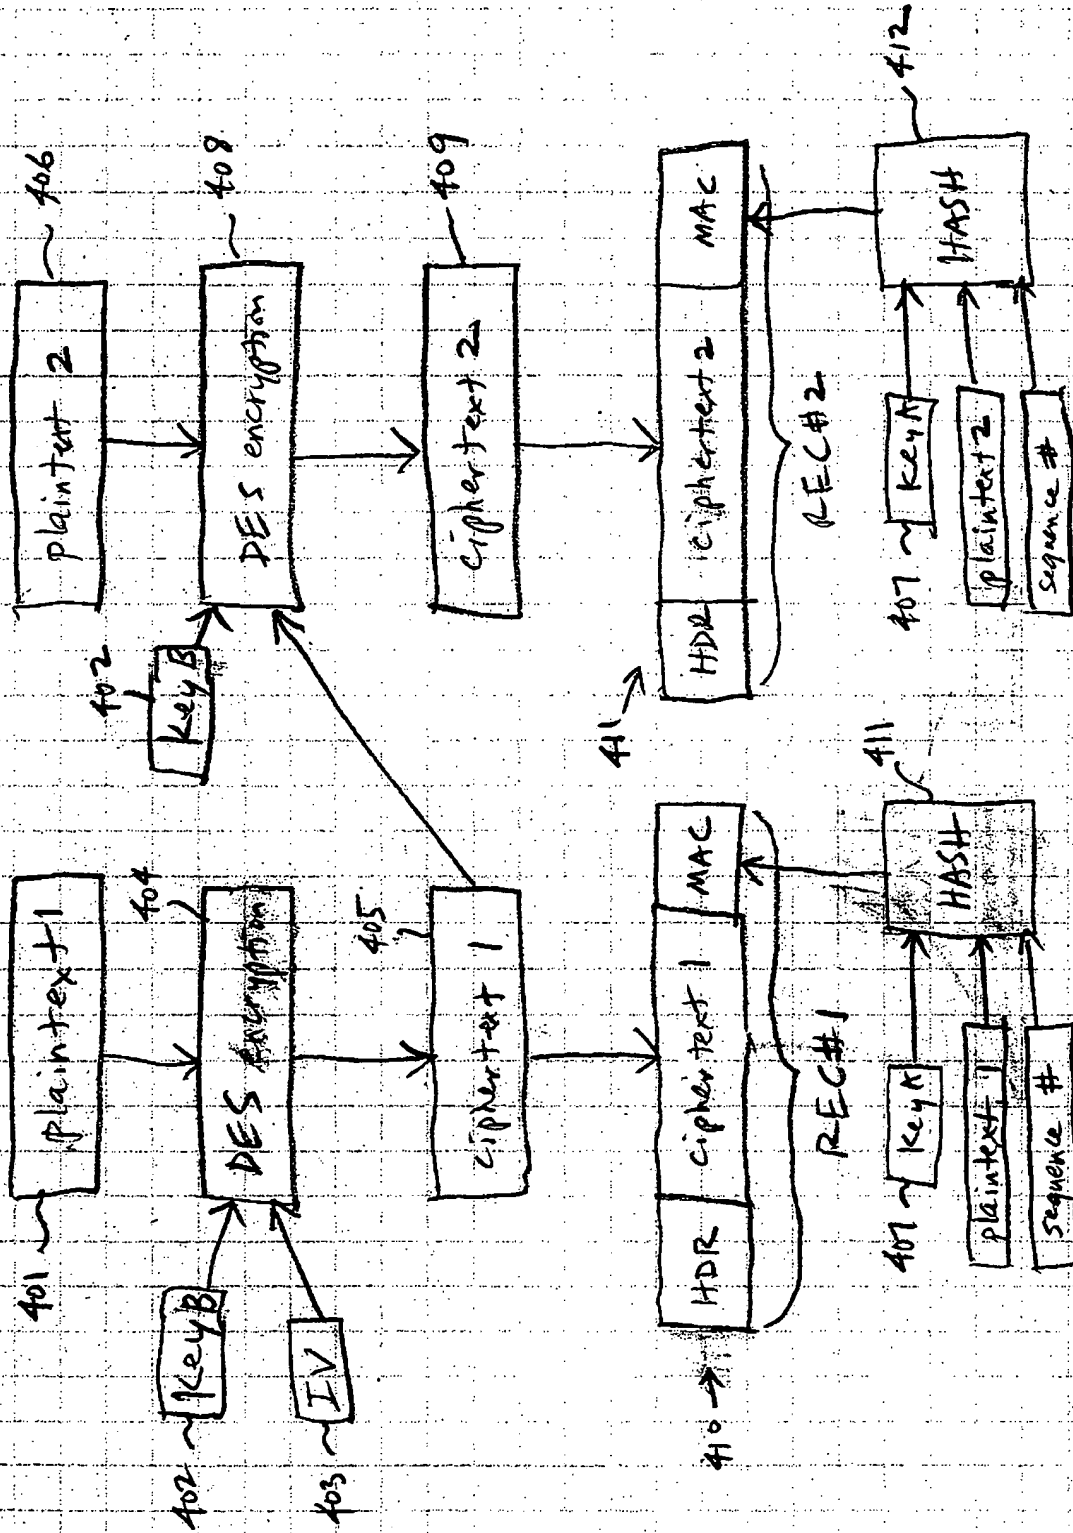 401
plaintext 1
402
Key B
403
IV
404
DES encryption
405
ciphertext 1
410
HDR
ciphertext 1
MAC
REC#1
407
Key A
plaintext 1
sequence #
HASH
411
plaintext 2
406
402
Key B
DES encryption
408
ciphertext 2
409
411
HDR
ciphertext 2
MAC
REC#2
407
Key A
plaintext 2
sequence #
HASH
412